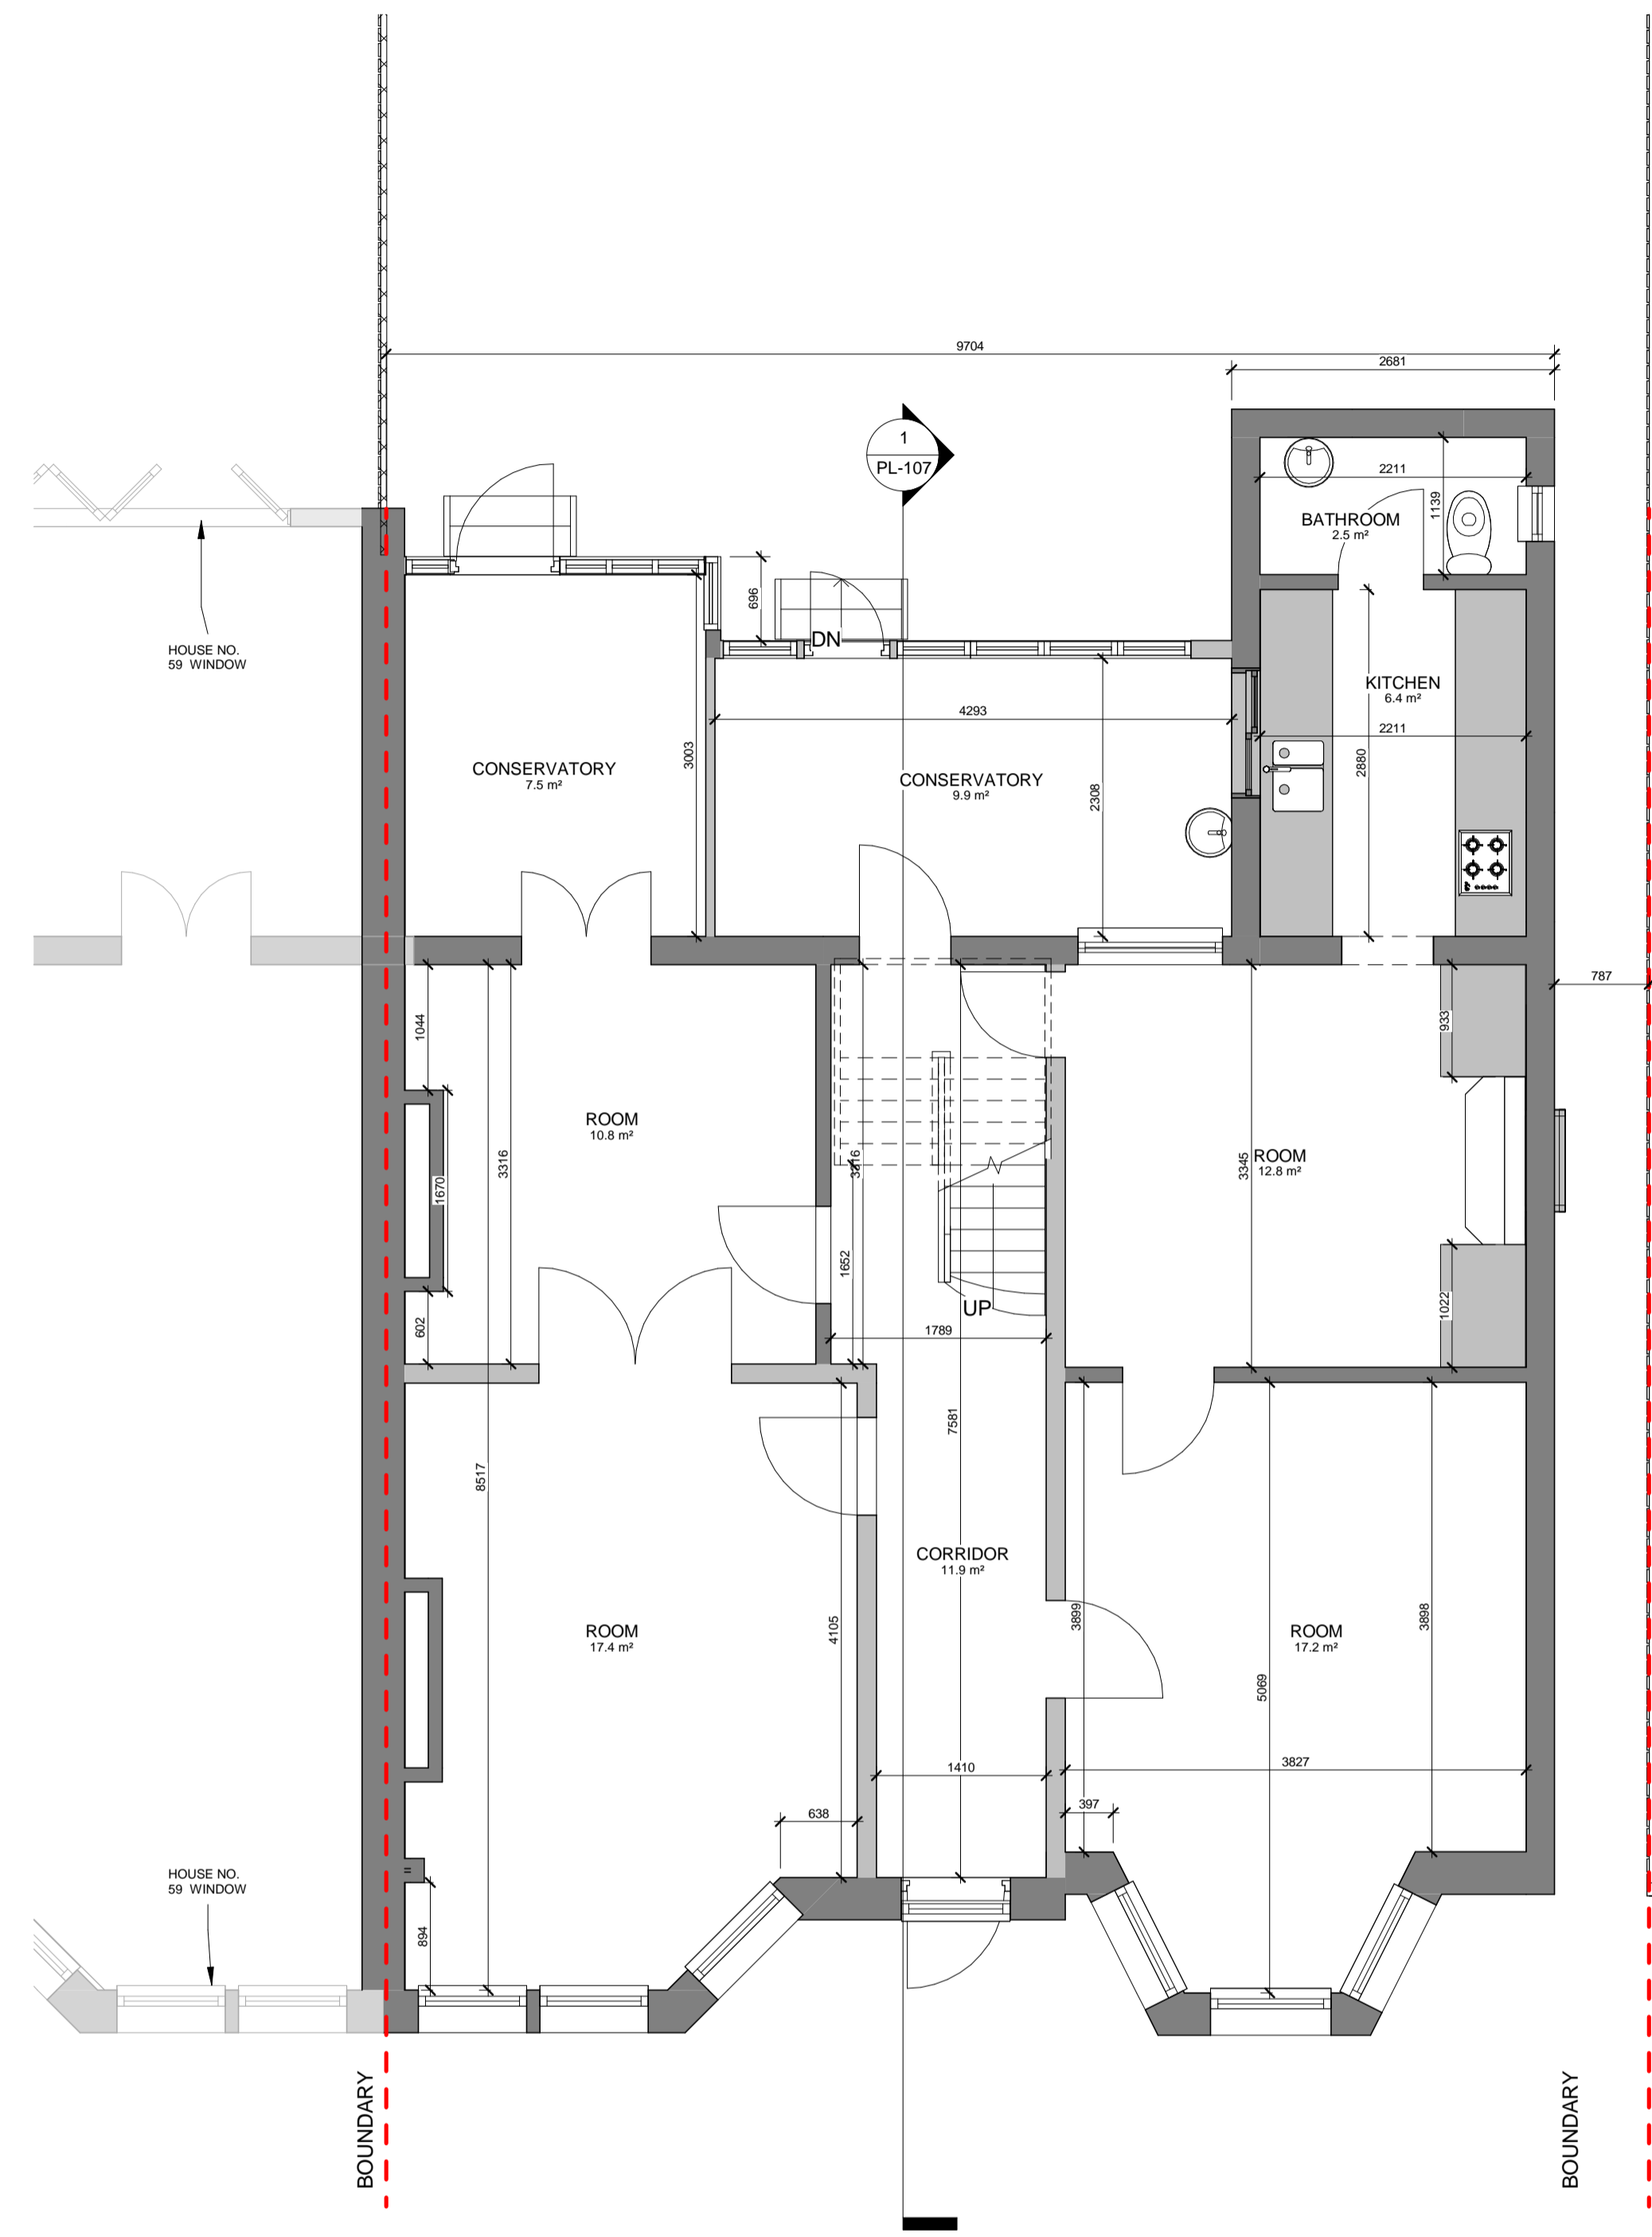 9704
2681
1
PL-107
2211
1139
BATHROOM
2.5 m²
HOUSE NO.
59 WINDOW
696
DN
KITCHEN
6.4 m²
4293
2211
2880
3003
CONSERVATORY
7.5 m²
CONSERVATORY
9.9 m²
2308
787
1044
933
ROOM
10.8 m²
3316
3316
1670
3345
ROOM
12.8 m²
1652
UP
602
1022
1789
7581
8517
CORRIDOR
11.9 m²
4105
3899
3898
ROOM
17.4 m²
ROOM
17.2 m²
5069
1410
3827
638
397
HOUSE NO.
59 WINDOW
=
894
BOUNDARY
BOUNDARY